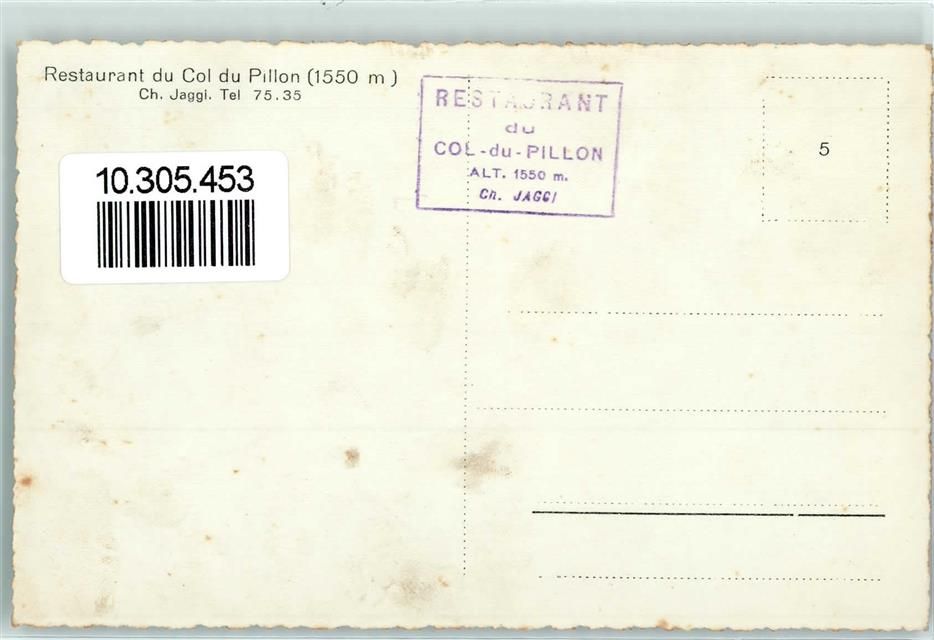 Restaurant du Col du Pillon (1550 m )
Ch. Jaggi. Tel 75.35
10.305.453
RESTAURANT
du
COL-du-PILLON
ALT. 1550 m.
Ch. JAGGI
5